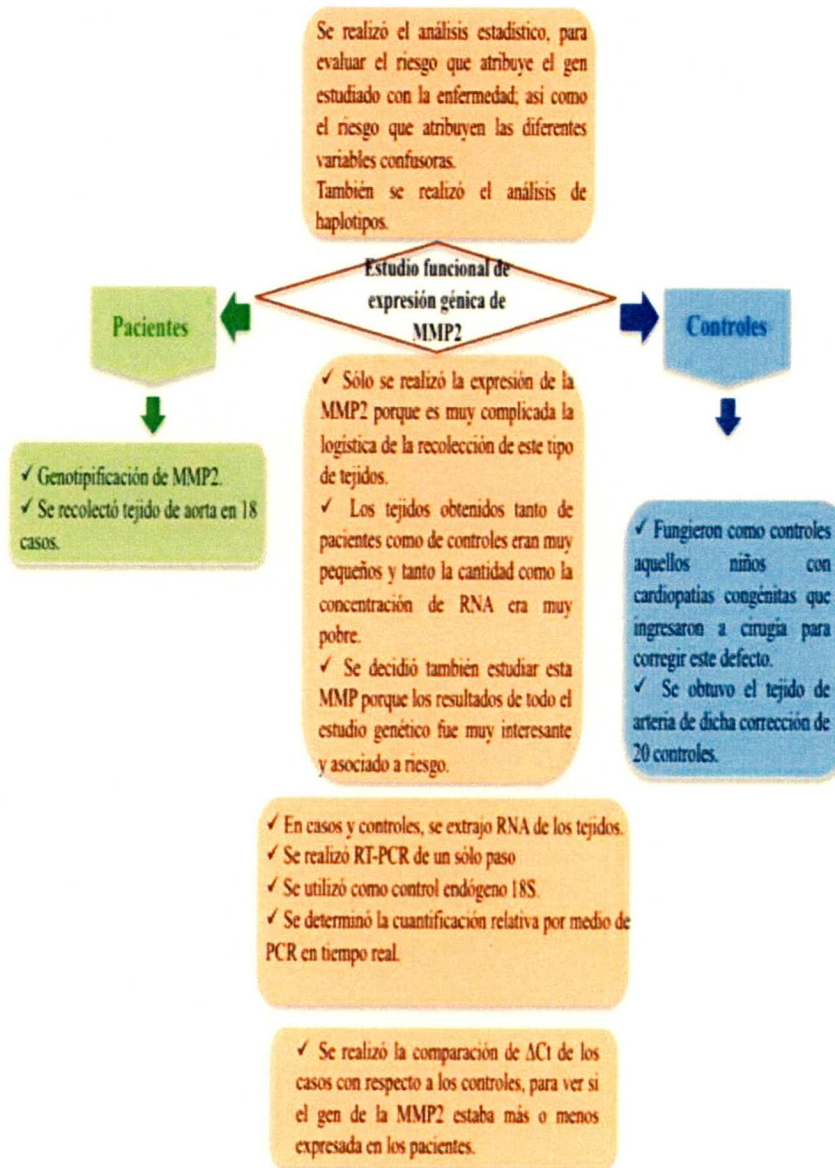 Se realizó el análisis estadístico, para
evaluar el riesgo que atribuye el gen
estudiado con la enfermedad; así como
el riesgo que atribuyen las diferentes
variables confusoras.
También se realizó el análisis de
haplotipos.
Estudio funcional de
expresión génica de
MMP2
Pacientes
Controles
✓ Genotipificación de MMP2.
✓ Se recolectó tejido de aorta en 18
casos.
✓ Sólo se realizó la expresión de la
MMP2 porque es muy complicada la
logística de la recolección de este tipo
de tejidos.
✓ Los tejidos obtenidos tanto de
pacientes como de controles eran muy
pequeños y tanto la cantidad como la
concentración de RNA era muy
pobre.
✓ Se decidió también estudiar esta
MMP porque los resultados de todo el
estudio genético fue muy interesante
y asociado a riesgo.
✓ Fungieron como controles
aquellos niños con
cardiopatías congénitas que
ingresaron a cirugía para
corregir este defecto.
✓ Se obtuvo el tejido de
arteria de dicha corrección de
20 controles.
✓ En casos y controles, se extrajo RNA de los tejidos.
✓ Se realizó RT-PCR de un sólo paso
✓ Se utilizó como control endógeno 18S.
✓ Se determinó la cuantificación relativa por medio de
PCR en tiempo real.
✓ Se realizó la comparación de ΔCt de los
casos con respecto a los controles, para ver si
el gen de la MMP2 estaba más o menos
expresada en los pacientes.